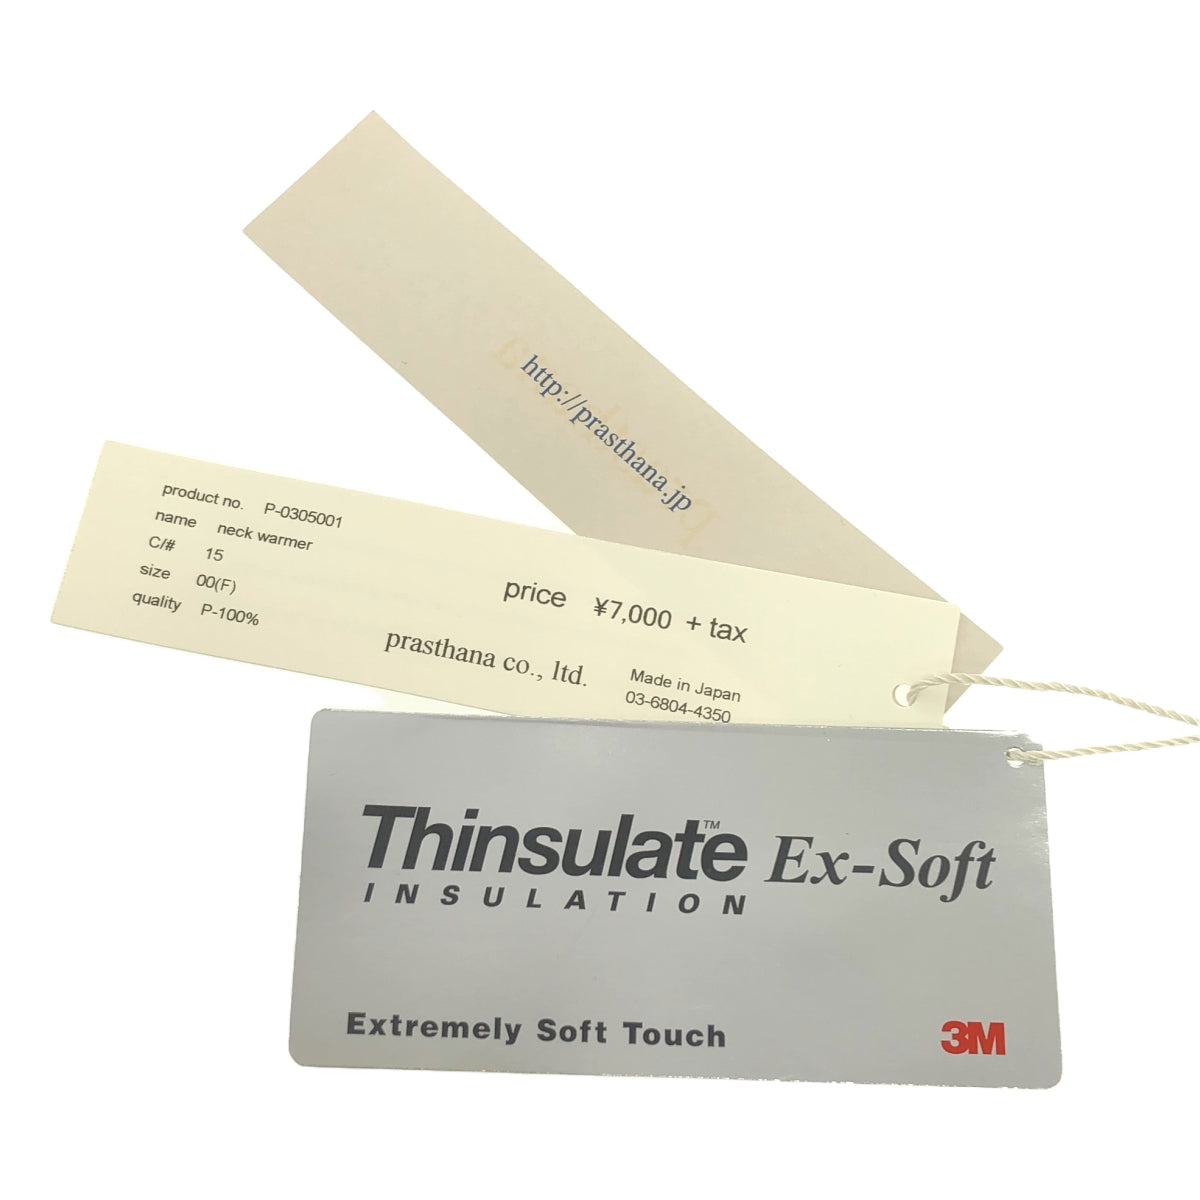 http://prasthana.jp
product no. P-0305001
name neck warmer
C/# 15
size 00(F)
quality P-100%
price ¥7,000 + tax
prasthana co., ltd.
Made in Japan
03-6804-4350
Thinsulate™ Ex-Soft
INSULATION
Extremely Soft Touch
3M